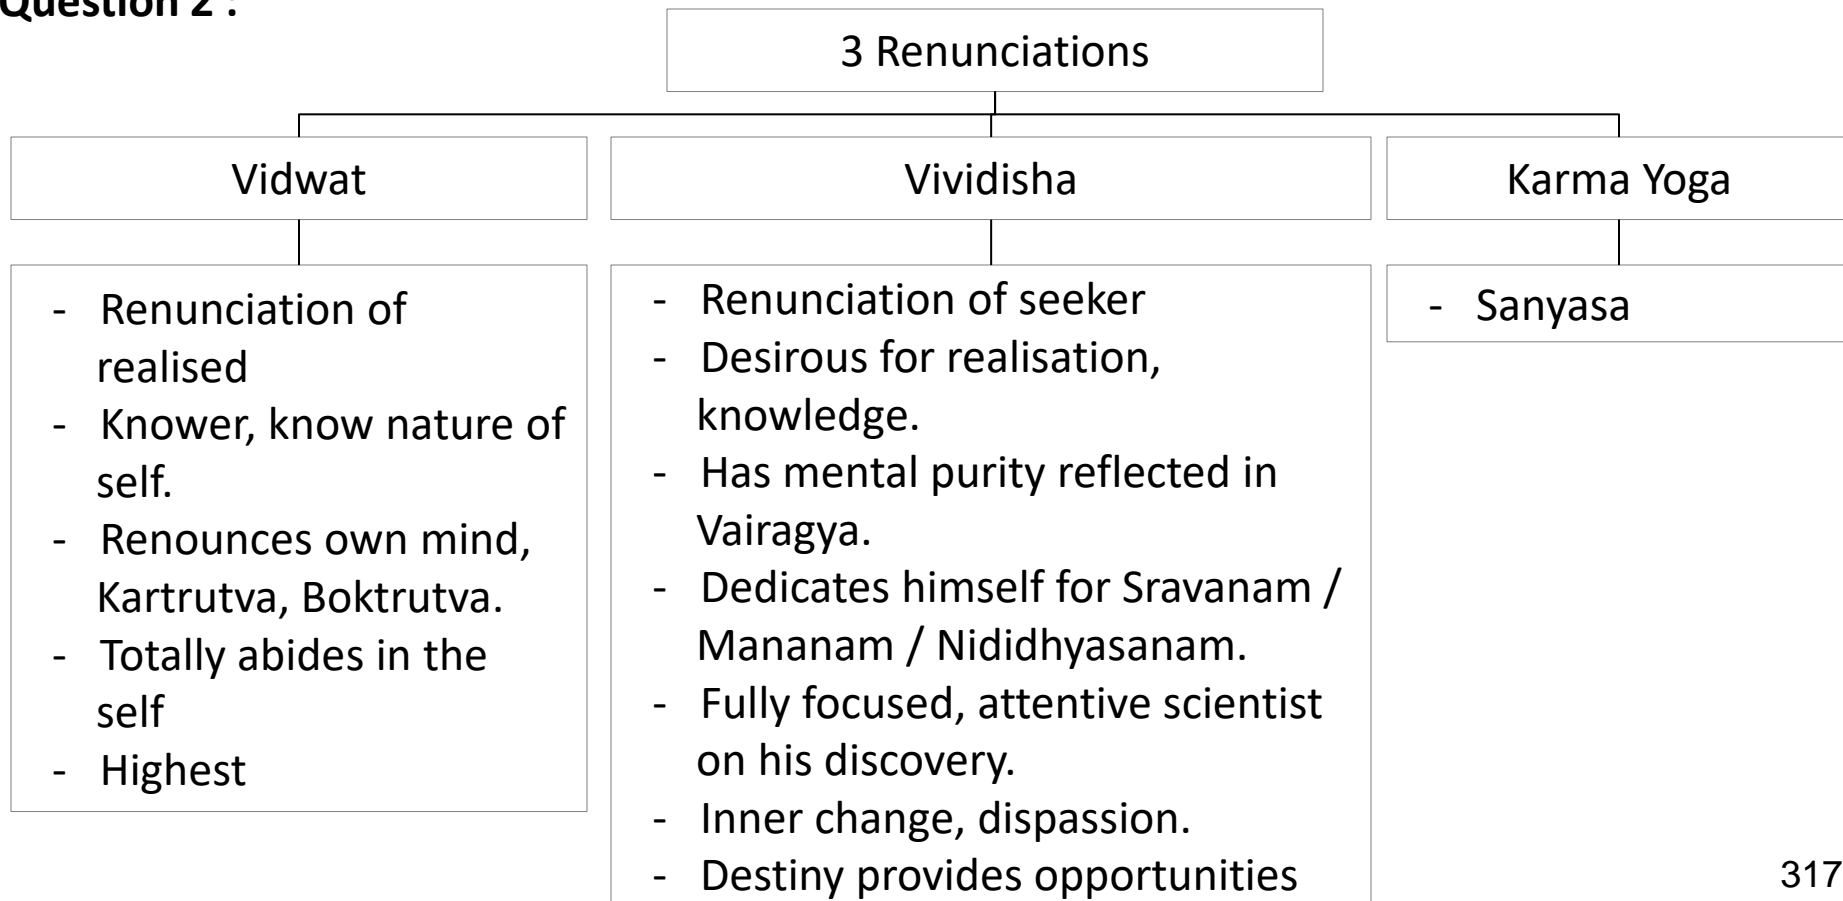 Question 2 :
3 Renunciations
Vidwat
- Renunciation of
realised
- Knower, know nature of
self.
- Renounces own mind,
Kartrutva, Boktrutva.
- Totally abides in the
self
- Highest
Vividisha
- Renunciation of seeker
- Desirous for realisation,
knowledge.
- Has mental purity reflected in
Vairagya.
- Dedicates himself for Sravanam /
Mananam / Nididhyasanam.
- Fully focused, attentive scientist
on his discovery.
- Inner change, dispassion.
- Destiny provides opportunities
Karma Yoga
- Sanyasa
317